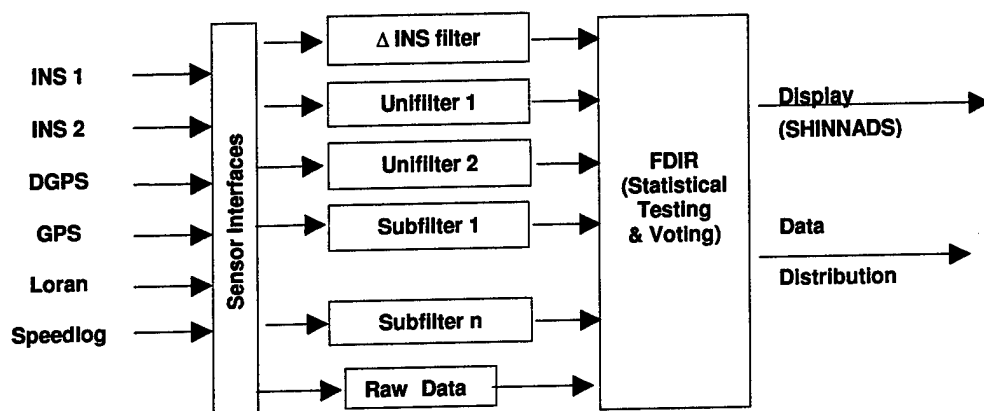 INS 1
INS 2
DGPS
GPS
Loran
Speedlog
Sensor Interfaces
Δ INS filter
Unifilter 1
Unifilter 2
Subfilter 1
Subfilter n
Raw Data
FDIR
(Statistical
Testing
& Voting)
Display
(SHINNADS)
Data
Distribution